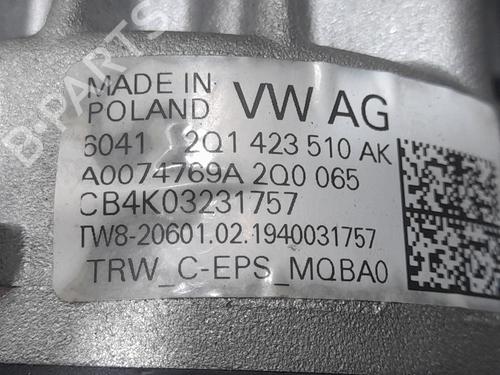 B-PARTS
MADE IN
POLAND VW AG
6041 2Q1 423 510 AK
A0074769A 2Q0 065
CB4K03231757
TW8-20601.02.1940031757
TRW_C-EPS_MQBA0